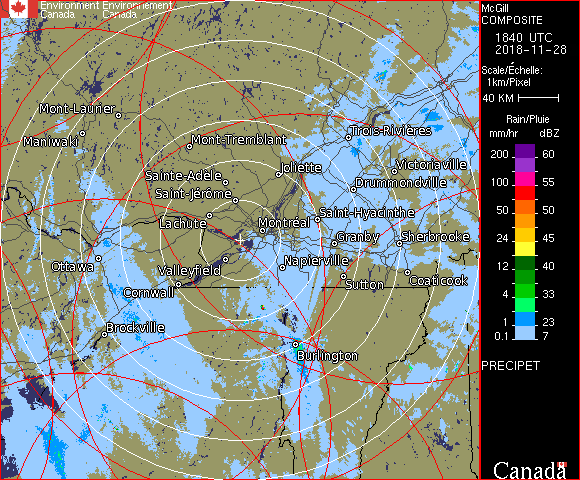 Environment Environnement
Canada Canada
McGill
COMPOSITE
1840 UTC
2018-11-28
Scale/Échelle:
1km/Pixel
40 KM
Rain/Pluie
mm/hr dBZ
200 60
100 55
50 50
24 45
12 40
4 33
1 23
0.1 7
PRECIPET
Canada
Mont-Laurier
Maniwaki
Mont-Tremblant
Trois-Rivières
Joliette
Victoriaville
Sainte-Adèle
Drummondville
Saint-Jérôme
Lachute
Montréal
Saint-Hyacinthe
Granby
Sherbrooke
Ottawa
Valleyfield
Napierville
Cornwall
Sutton
Coaticook
Brockville
Burlington